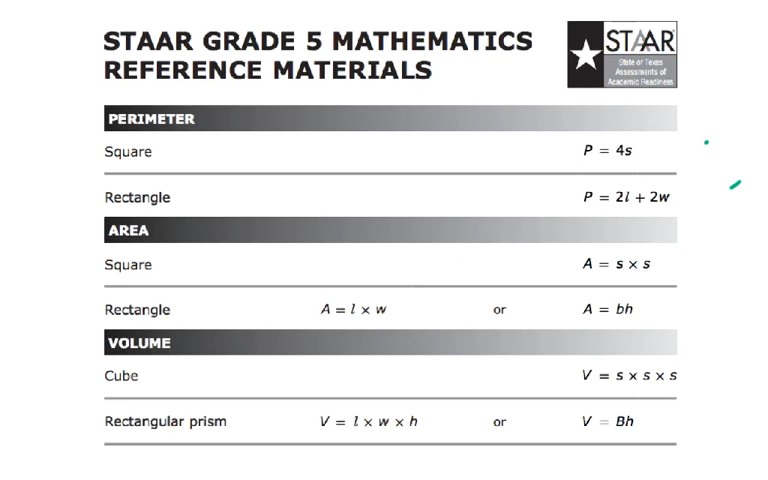 STAAR GRADE 5 MATHEMATICS
REFERENCE MATERIALS
STAAR
State of Texas
Assessments of
Academic Readiness
PERIMETER
Square P = 4s
Rectangle P = 2l + 2w
AREA
Square A = s x s
Rectangle A = l x w or A = bh
VOLUME
Cube V = s x s x s
Rectangular prism V = l x w x h or V = Bh